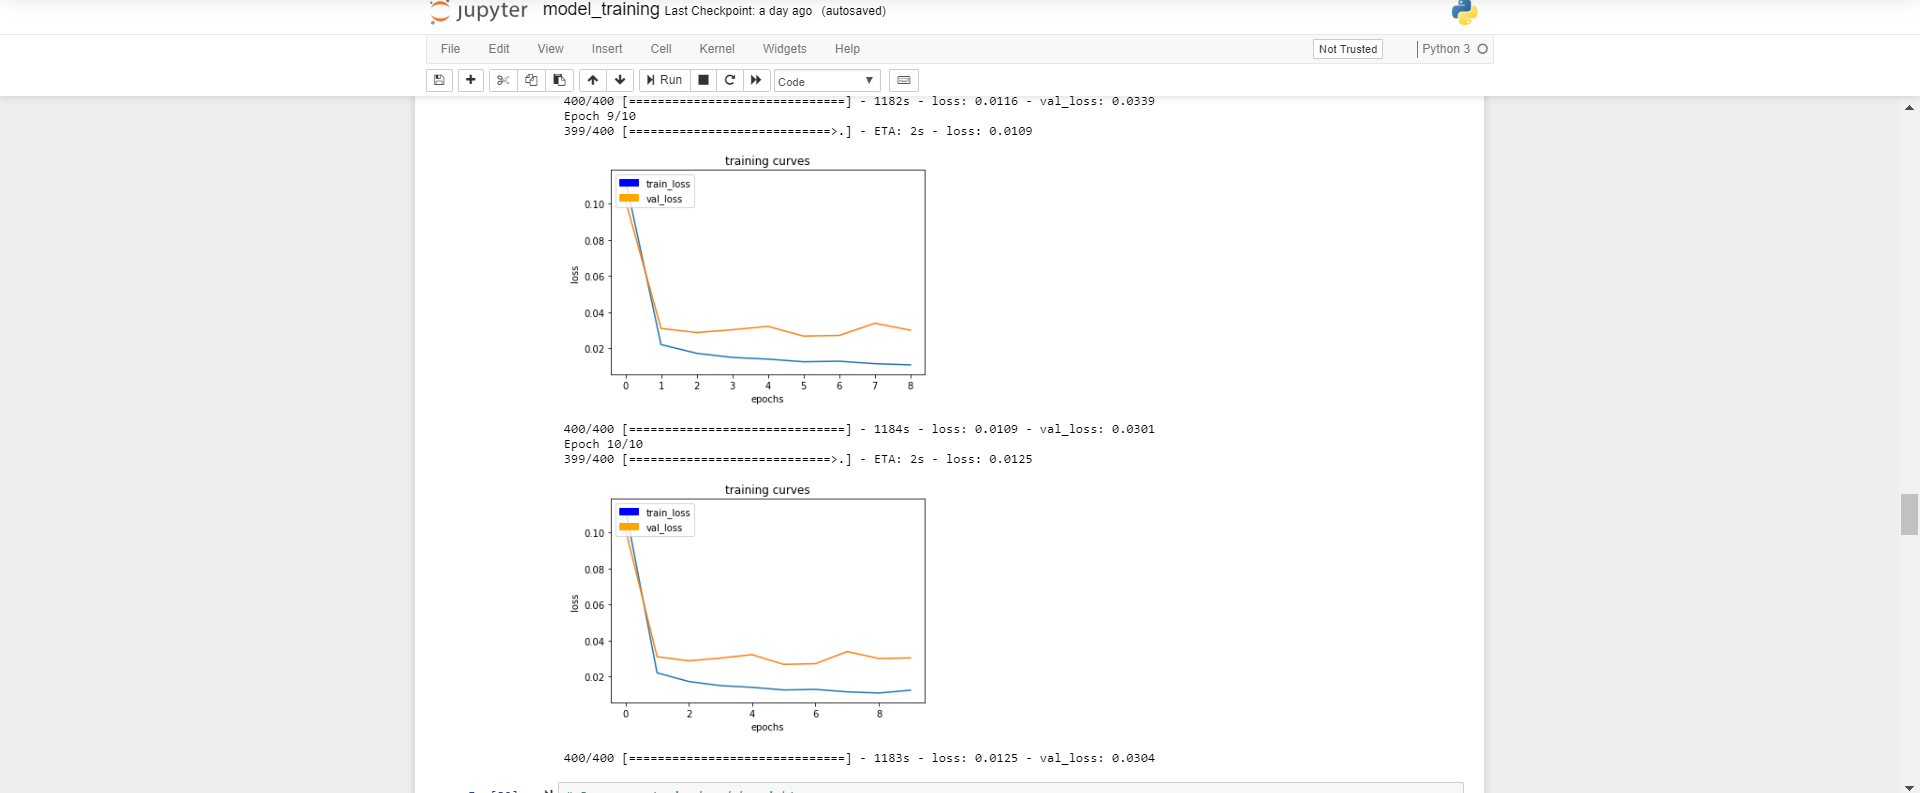 jupyter model_training Last Checkpoint: a day ago (autosaved)
File Edit View Insert Cell Kernel Widgets Help Not Trusted Python 3
Run Code
400/400 [==============================] - 1182s - loss: 0.0116 - val_loss: 0.0339
Epoch 9/10
399/400 [============================>.] - ETA: 2s - loss: 0.0109
training curves
train_loss
val_loss
0.10
0.08
0.06
0.04
0.02
loss
0 1 2 3 4 5 6 7 8
epochs
400/400 [==============================] - 1184s - loss: 0.0109 - val_loss: 0.0301
Epoch 10/10
399/400 [============================>.] - ETA: 2s - loss: 0.0125
training curves
train_loss
val_loss
0.10
0.08
0.06
0.04
0.02
loss
0 2 4 6 8
epochs
400/400 [==============================] - 1183s - loss: 0.0125 - val_loss: 0.0304